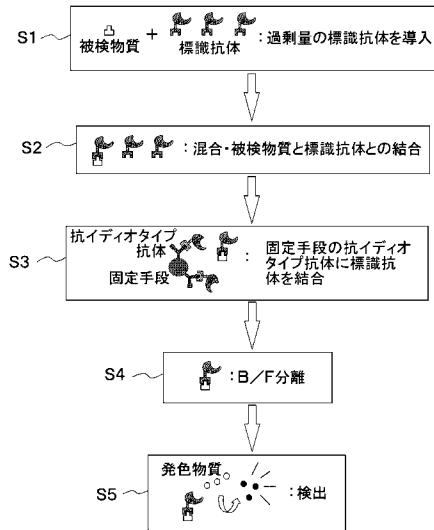 S1
被検物質 + 標識抗体 :過剰量の標識抗体を導入
S2
:混合・被検物質と標識抗体との結合
S3
抗イディオタイプ
抗体
固定手段
: 固定手段の抗イディオ
タイプ抗体に標識抗
体を結合
S4
:B/F分離
S5
発色物質
:検出